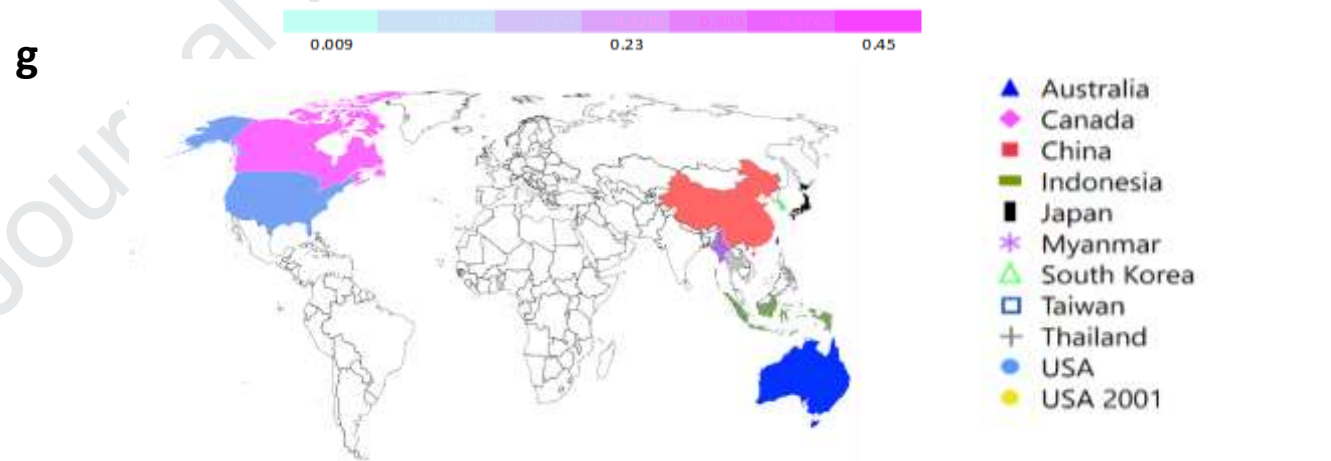 0.009 0.23 0.45
g
Australia
Canada
China
Indonesia
Japan
Myanmar
South Korea
Taiwan
Thailand
USA
USA 2001
Journal